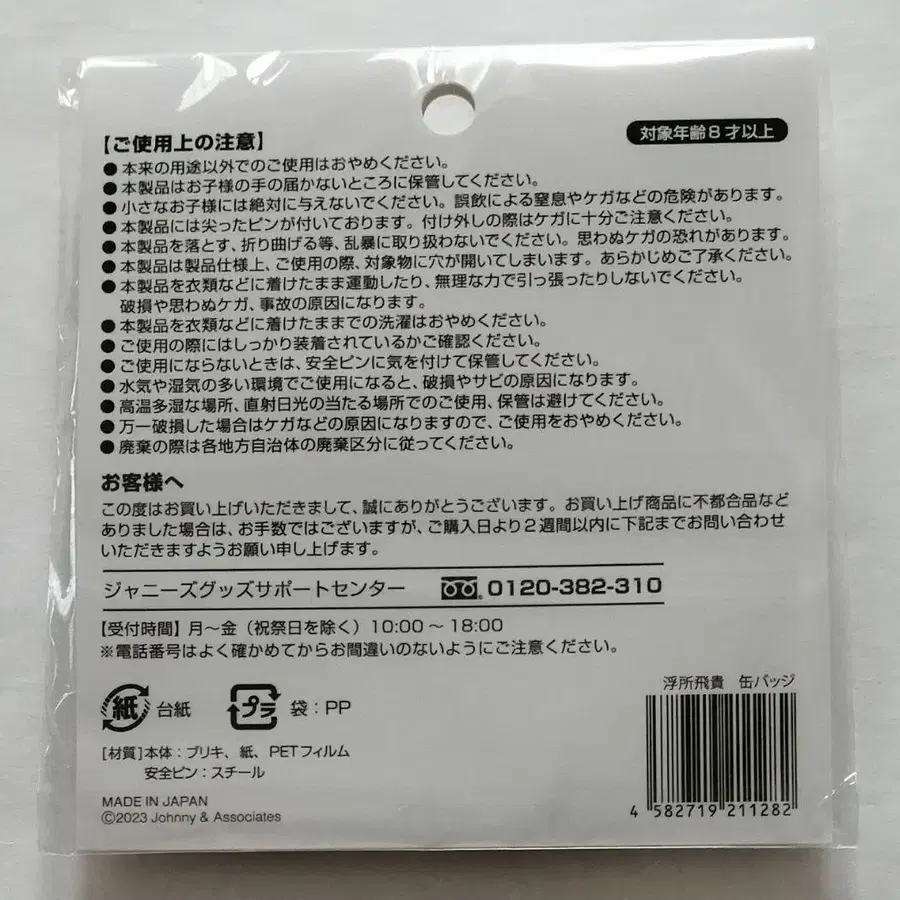 【ご使用上の注意】
対象年齢8才以上
●本来の用途以外でのご使用はおやめください。
●本製品はお子様の手の届かないところに保管してください。
●小さなお子様には絶対に与えないでください。誤飲による窒息やケガなどの危険があります。
●本製品には尖ったピンが付いております。付け外しの際はケガに十分ご注意ください。
●本製品を落とす、折り曲げる等、乱暴に取り扱わないでください。思わぬケガの恐れがあります。
●本製品は製品仕様上、ご使用の際、対象物に穴が開いてしまいます。あらかじめご了承ください。
●本製品を衣類などに着けたまま運動したり、無理な力で引っ張ったりしないでください。
破損や思わぬケガ、事故の原因になります。
●本製品を衣類などに着けたままでの洗濯はおやめください。
●ご使用の際にはしっかり装着されているかご確認ください。
●ご使用にならないときは、安全ピンに気を付けて保管してください。
●水気や湿気の多い環境でご使用になると、破損やサビの原因になります。
●高温多湿な場所、直射日光の当たる場所でのご使用、保管は避けてください。
●万一破損した場合はケガなどの原因になりますので、ご使用をおやめください。
●廃棄の際は各地方自治体の廃棄区分に従ってください。
お客様へ
この度はお買い上げいただきまして、誠にありがとうございます。お買い上げ商品に不都合品など
ありました場合は、お手数ではございますが、ご購入日より2週間以内に下記までお問い合わせ
いただきますようお願い申し上げます。
ジャニーズグッズサポートセンター 0120-382-310
【受付時間】月〜金（祝祭日を除く）10:00〜18:00
※電話番号はよく確かめてからお間違いのないようにご注意ください。
紙 台紙 プラ 袋：PP
[材質]本体：ブリキ、紙、PETフィルム
安全ピン：スチール
MADE IN JAPAN
©2023 Johnny & Associates
浮所飛貴 缶バッジ
4 582719 211282